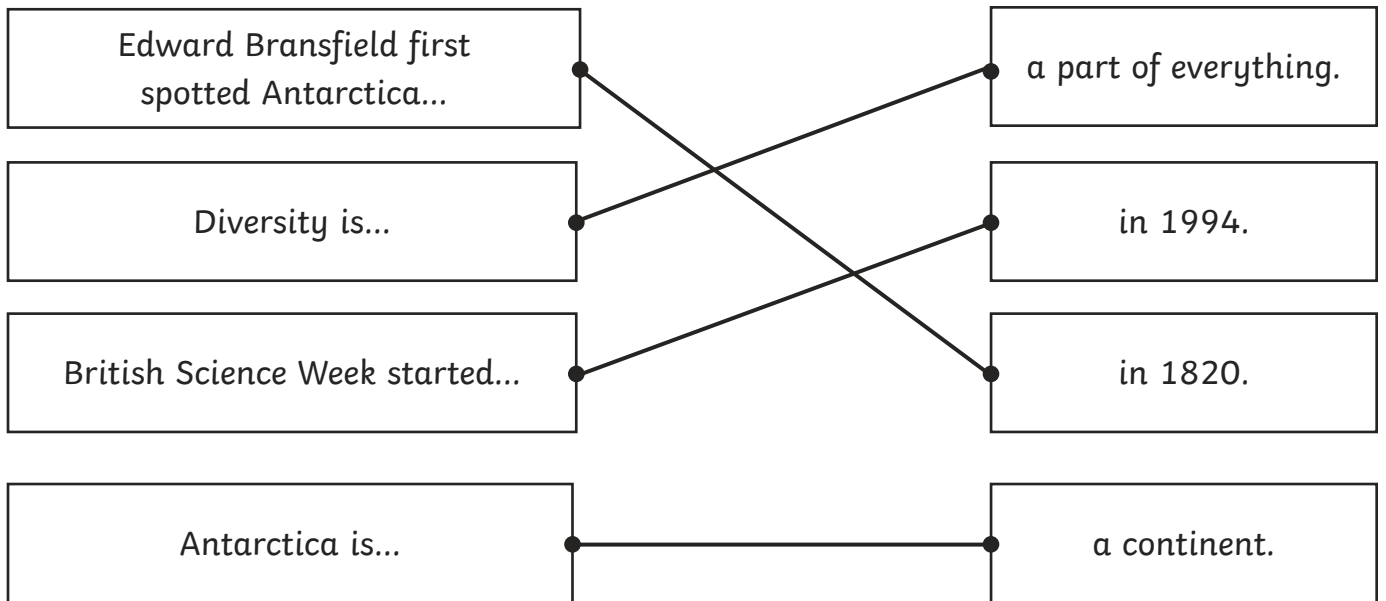 Edward Bransfield first
spotted Antarctica...
a part of everything.
Diversity is...
in 1994.
British Science Week started...
in 1820.
Antarctica is...
a continent.